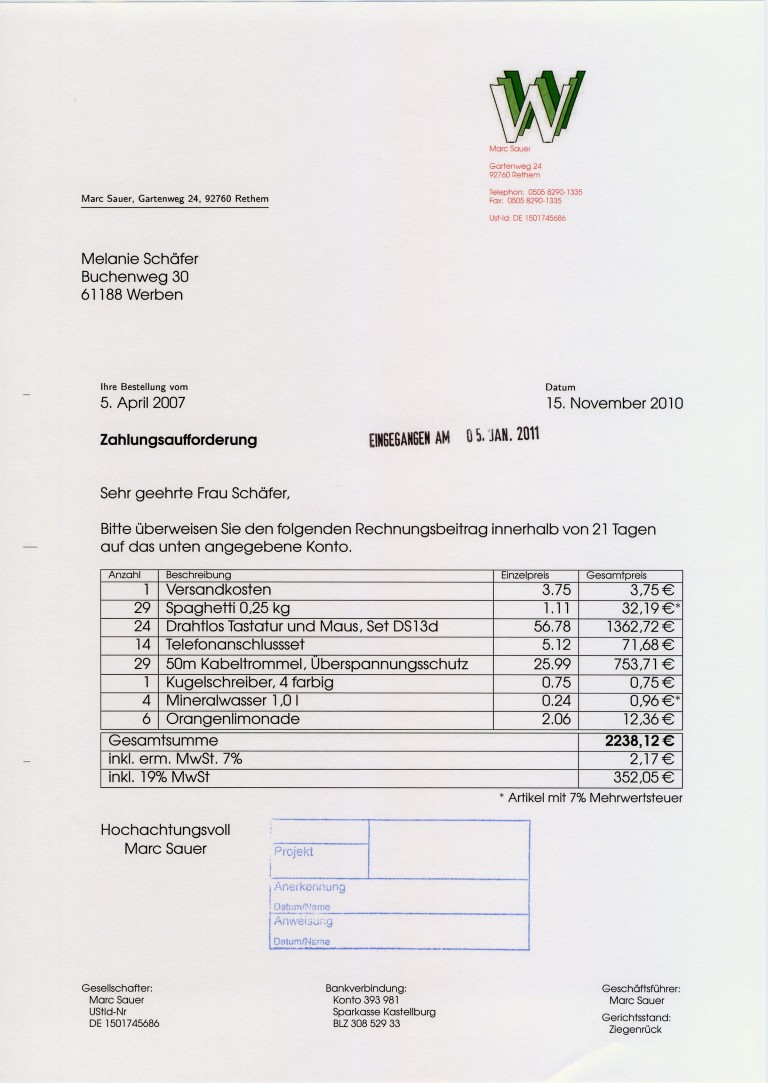 W
Marc Sauer
Gartenweg 24
92760 Rethem
Telephon: 0505 8290-1335
Fax: 0505 8290-1335
Ust-Id: DE 1501745686
Marc Sauer, Gartenweg 24, 92760 Rethem
Melanie Schäfer
Buchenweg 30
61188 Werben
Ihre Bestellung vom
5. April 2007
Datum
15. November 2010
Zahlungsaufforderung
EINGEGANGEN AM 05. JAN. 2011
Sehr geehrte Frau Schäfer,
Bitte überweisen Sie den folgenden Rechnungsbeitrag innerhalb von 21 Tagen
auf das unten angegebene Konto.
Anzahl Beschreibung Einzelpreis Gesamtpreis
1 Versandkosten 3.75 3,75 €
29 Spaghetti 0,25 kg 1.11 32,19 €*
24 Drahtlos Tastatur und Maus, Set DS13d 56.78 1362,72 €
14 Telefonanschlussset 5.12 71,68 €
29 50m Kabeltrommel, Überspannungsschutz 25.99 753,71 €
1 Kugelschreiber, 4 farbig 0.75 0,75 €
4 Mineralwasser 1,0 l 0.24 0,96 €*
6 Orangenlimonade 2.06 12,36 €
Gesamtsumme 2238,12 €
inkl. erm. MwSt. 7% 2,17 €
inkl. 19% MwSt 352,05 €
* Artikel mit 7% Mehrwertsteuer
Hochachtungsvoll
Marc Sauer
Projekt
Anerkennung
Datum/Name
Anweisung
Datum/Name
Gesellschafter:
Marc Sauer
UStId-Nr
DE 1501745686
Bankverbindung:
Konto 393 981
Sparkasse Kastellburg
BLZ 308 529 33
Geschäftsführer:
Marc Sauer
Gerichtsstand:
Ziegenrück